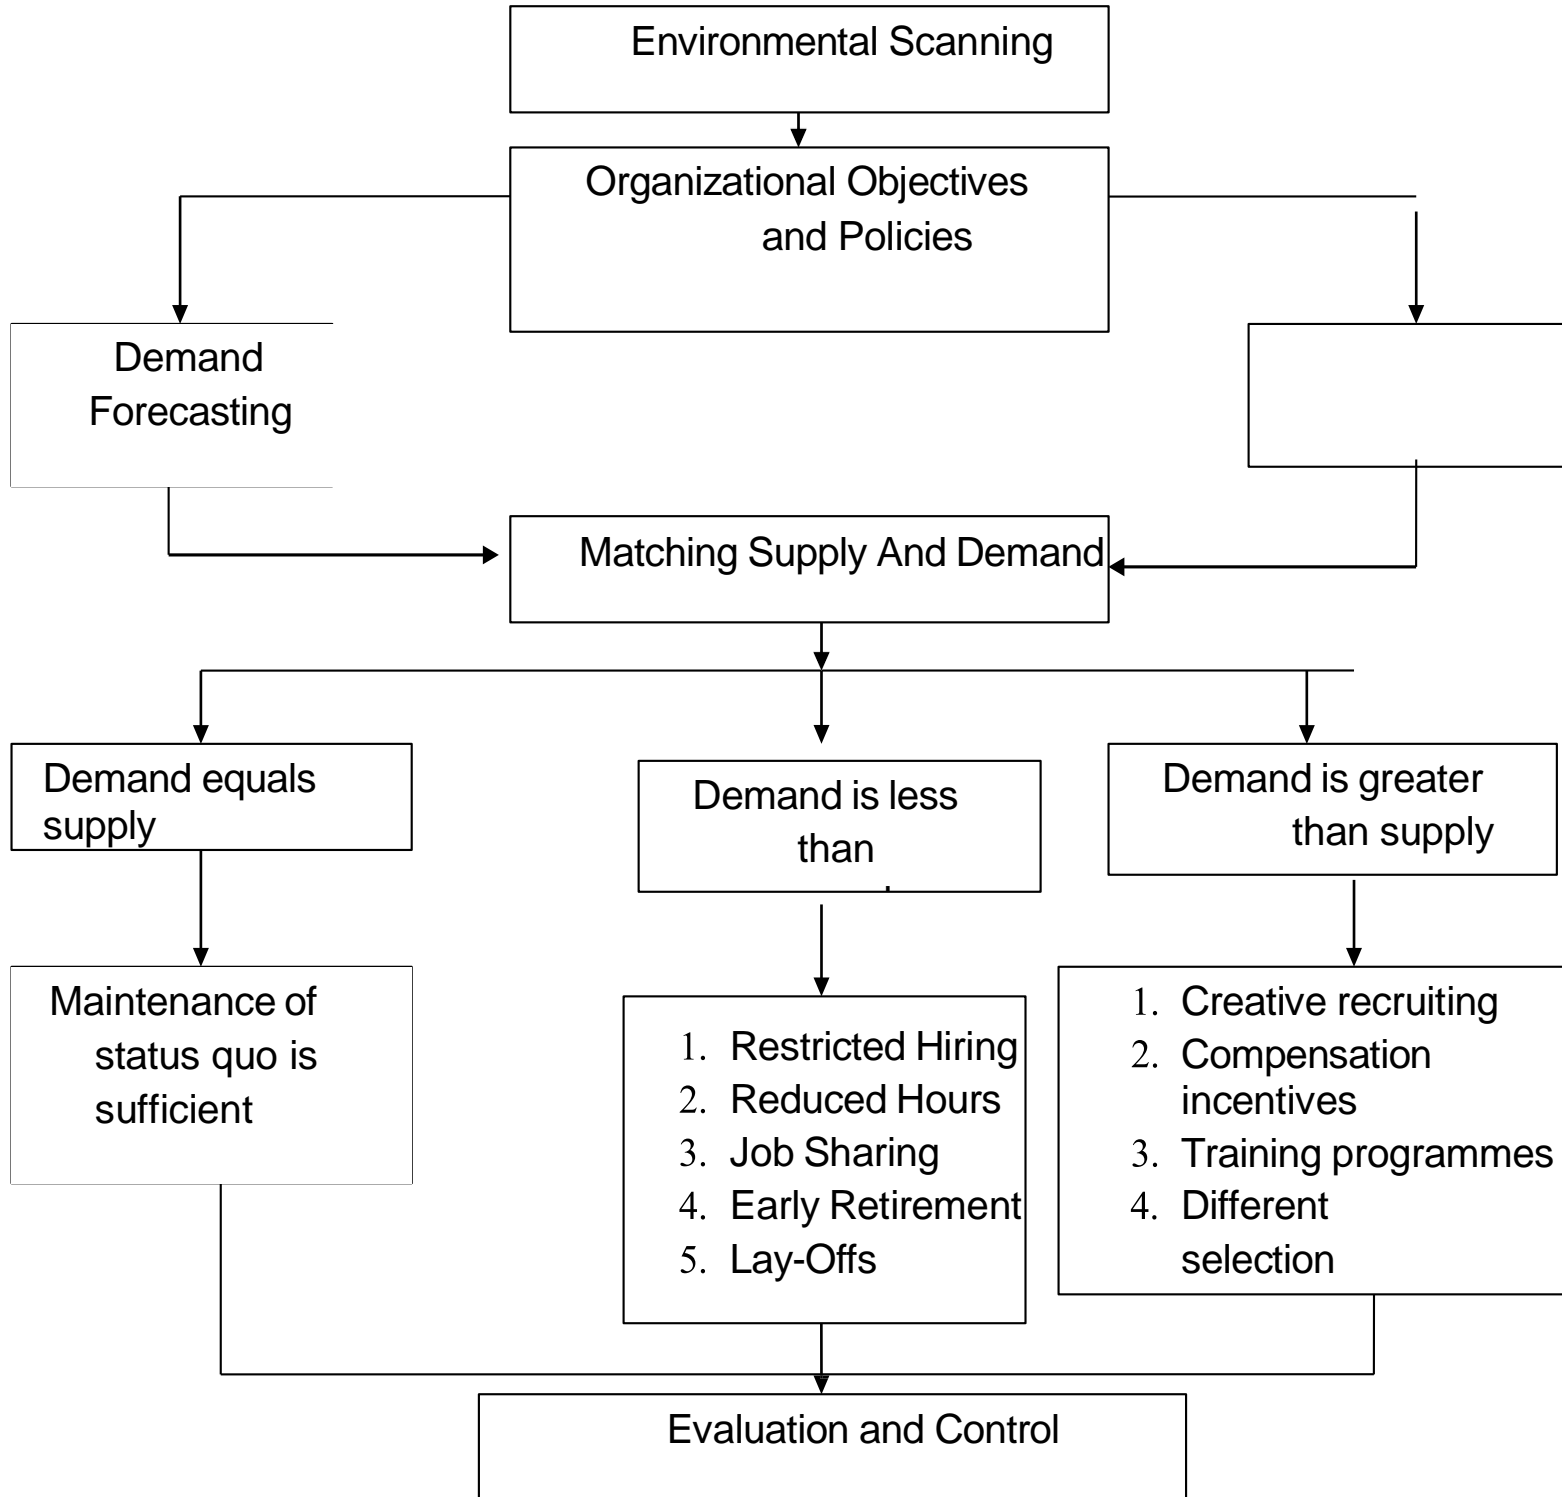 Environmental Scanning
Organizational Objectives
and Policies
Demand
Forecasting
Matching Supply And Demand
Demand equals
supply
Demand is less
than
Demand is greater
than supply
Maintenance of
status quo is
sufficient
1. Restricted Hiring
2. Reduced Hours
3. Job Sharing
4. Early Retirement
5. Lay-Offs
1. Creative recruiting
2. Compensation
incentives
3. Training programmes
4. Different
selection
Evaluation and Control